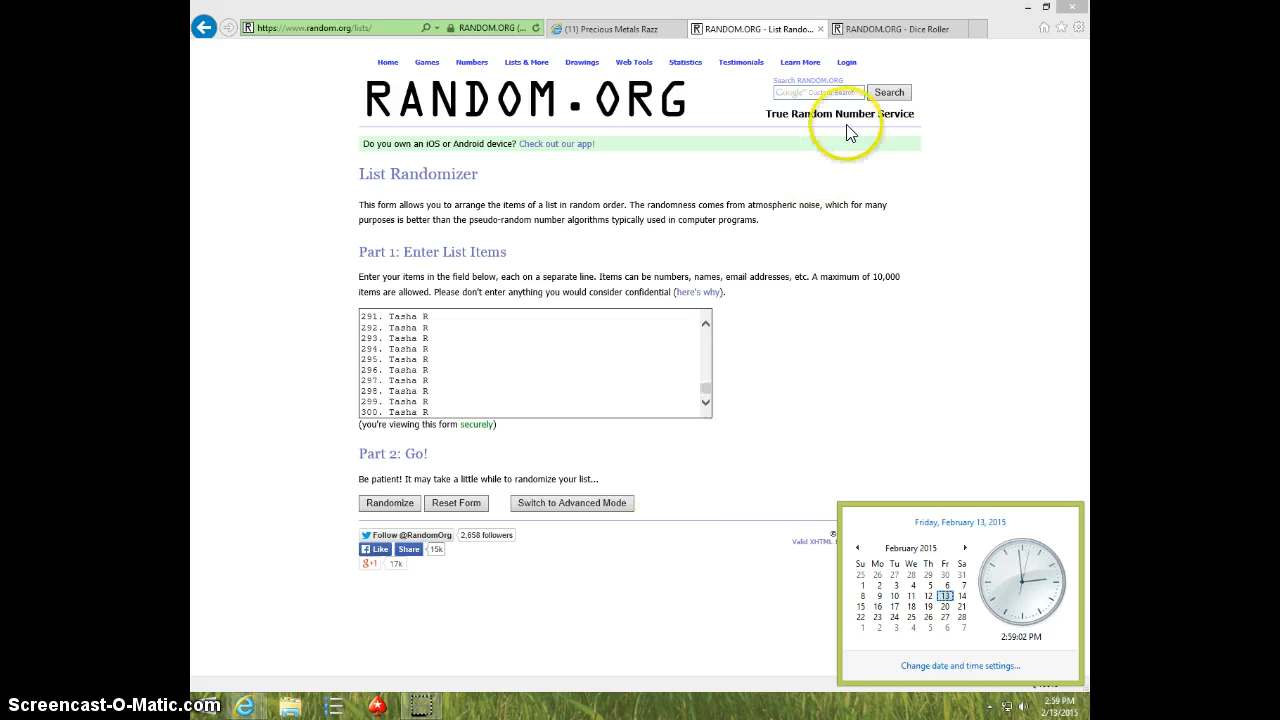 https://www.random.org/lists/
RANDOM.ORG (...
(11) Precious Metals Razz
RANDOM.ORG - List Rando...
RANDOM.ORG - Dice Roller
Home Games Numbers Lists & More Drawings Web Tools Statistics Testimonials Learn More Login
RANDOM.ORG
Search RANDOM.ORG
Google™ Custom Search
Search
True Random Number Service
Do you own an iOS or Android device? Check out our app!
List Randomizer
This form allows you to arrange the items of a list in random order. The randomness comes from atmospheric noise, which for many
purposes is better than the pseudo-random number algorithms typically used in computer programs.
Part 1: Enter List Items
Enter your items in the field below, each on a separate line. Items can be numbers, names, email addresses, etc. A maximum of 10,000
items are allowed. Please don't enter anything you would consider confidential (here's why).
291. Tasha R
292. Tasha R
293. Tasha R
294. Tasha R
295. Tasha R
296. Tasha R
297. Tasha R
298. Tasha R
299. Tasha R
300. Tasha R
(you're viewing this form securely)
Part 2: Go!
Be patient! It may take a little while to randomize your list...
Randomize Reset Form Switch to Advanced Mode
Follow @RandomOrg 2,658 followers
Like Share 15k
g+1 17k
©
Valid XHTML 1
Friday, February 13, 2015
February 2015
Su Mo Tu We Th Fr Sa
25 26 27 28 29 30 31
1 2 3 4 5 6 7
8 9 10 11 12 13 14
15 16 17 18 19 20 21
22 23 24 25 26 27 28
1 2 3 4 5 6 7
2:59:02 PM
Change date and time settings...
2:59 PM
2/13/2015
Screencast-O-Matic.com